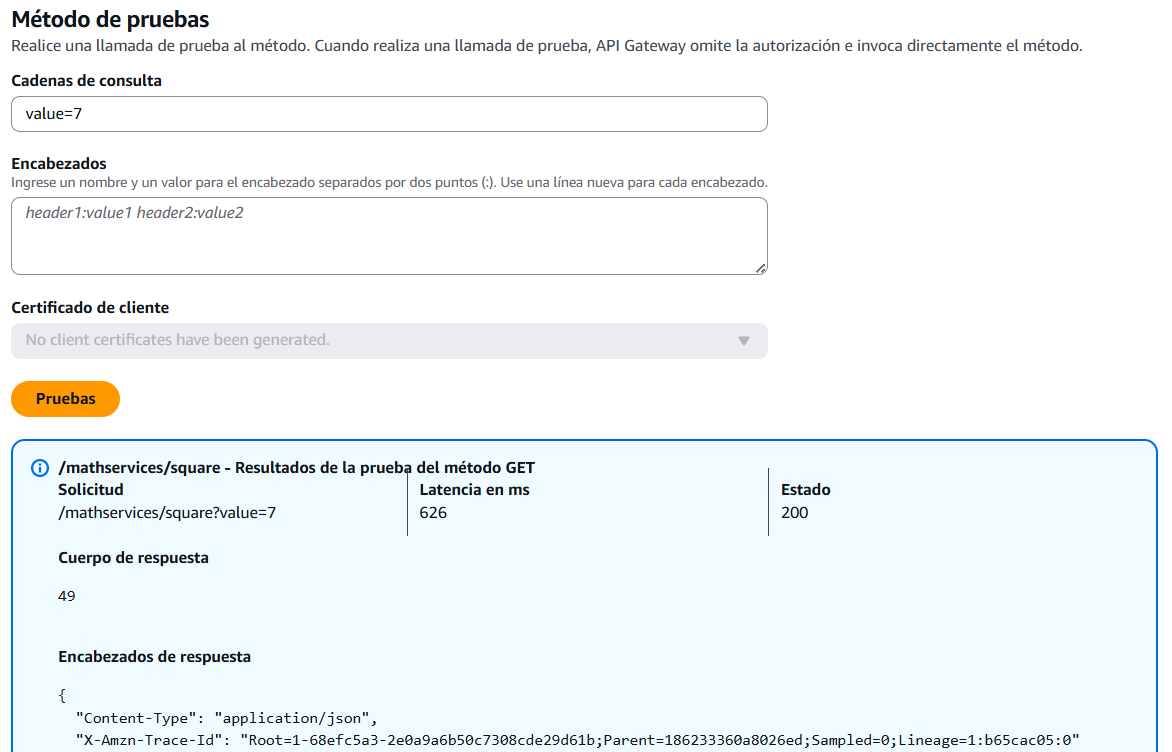 Método de pruebas
Realice una llamada de prueba al método. Cuando realiza una llamada de prueba, API Gateway omite la autorización e invoca directamente el método.
Cadenas de consulta
value=7
Encabezados
Ingrese un nombre y un valor para el encabezado separados por dos puntos (:). Use una línea nueva para cada encabezado.
header1:value1 header2:value2
Certificado de cliente
No client certificates have been generated.
Pruebas
/mathservices/square - Resultados de la prueba del método GET
Solicitud
/mathservices/square?value=7
Latencia en ms
626
Estado
200
Cuerpo de respuesta
49
Encabezados de respuesta
{
"Content-Type": "application/json",
"X-Amzn-Trace-Id": "Root=1-68efc5a3-2e0a9a6b50c7308cde29d61b;Parent=186233360a8026ed;Sampled=0;Lineage=1:b65cac05:0"